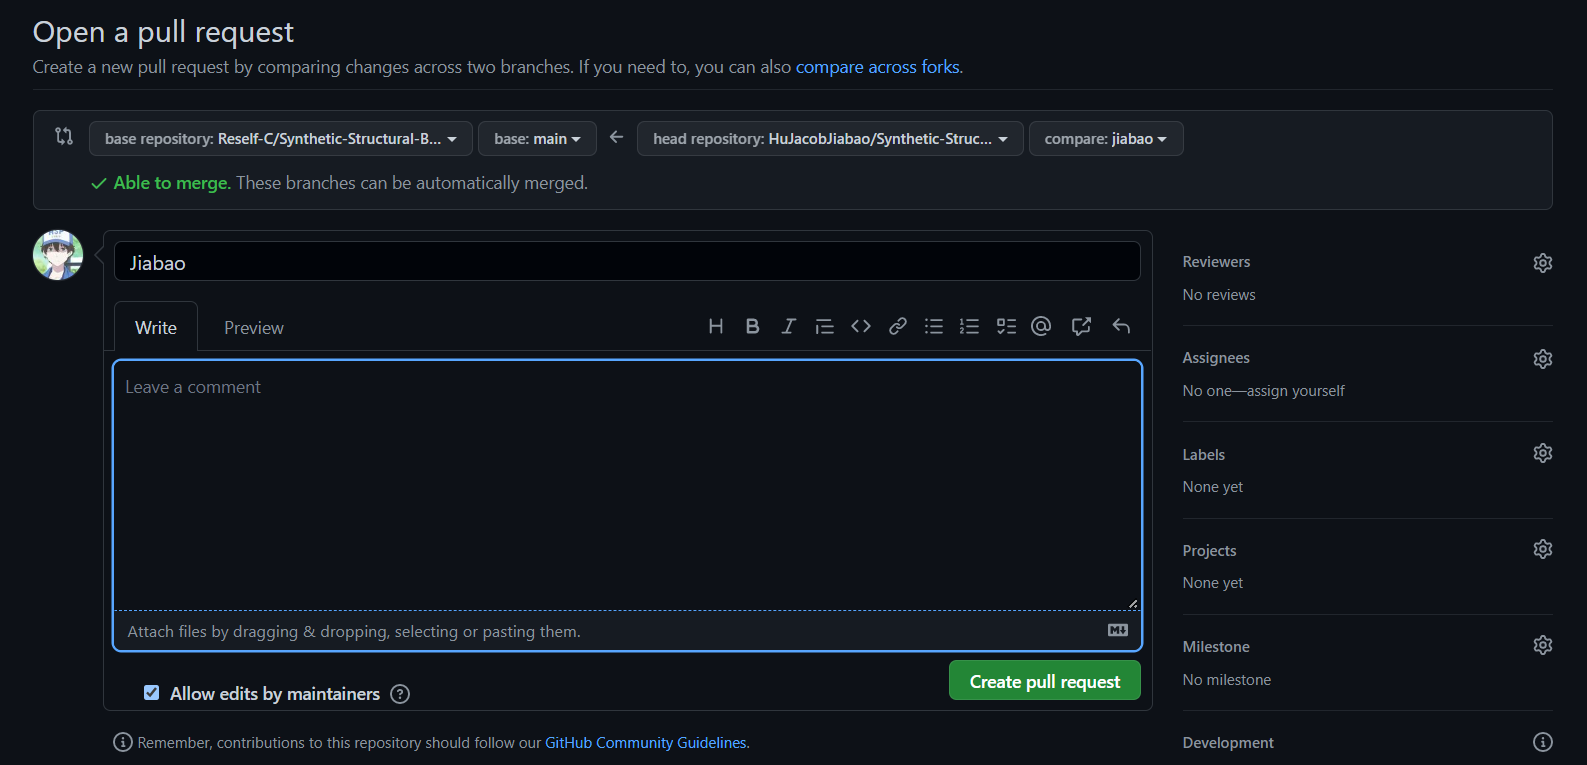 Open a pull request
Create a new pull request by comparing changes across two branches. If you need to, you can also compare across forks.
base repository: Reself-C/Synthetic-Structural-B... base: main head repository: HuJacobJiabao/Synthetic-Struc... compare: jiabao
Able to merge. These branches can be automatically merged.
Jiabao
Write Preview
Leave a comment
Attach files by dragging & dropping, selecting or pasting them.
Allow edits by maintainers
Create pull request
Remember, contributions to this repository should follow our GitHub Community Guidelines.
Reviewers
No reviews
Assignees
No one—assign yourself
Labels
None yet
Projects
None yet
Milestone
No milestone
Development